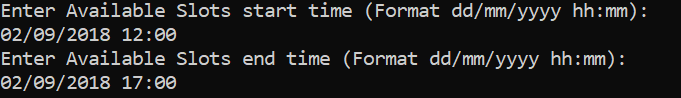 Enter Available Slots start time (Format dd/mm/yyyy hh:mm):
02/09/2018 12:00
Enter Available Slots end time (Format dd/mm/yyyy hh:mm):
02/09/2018 17:00